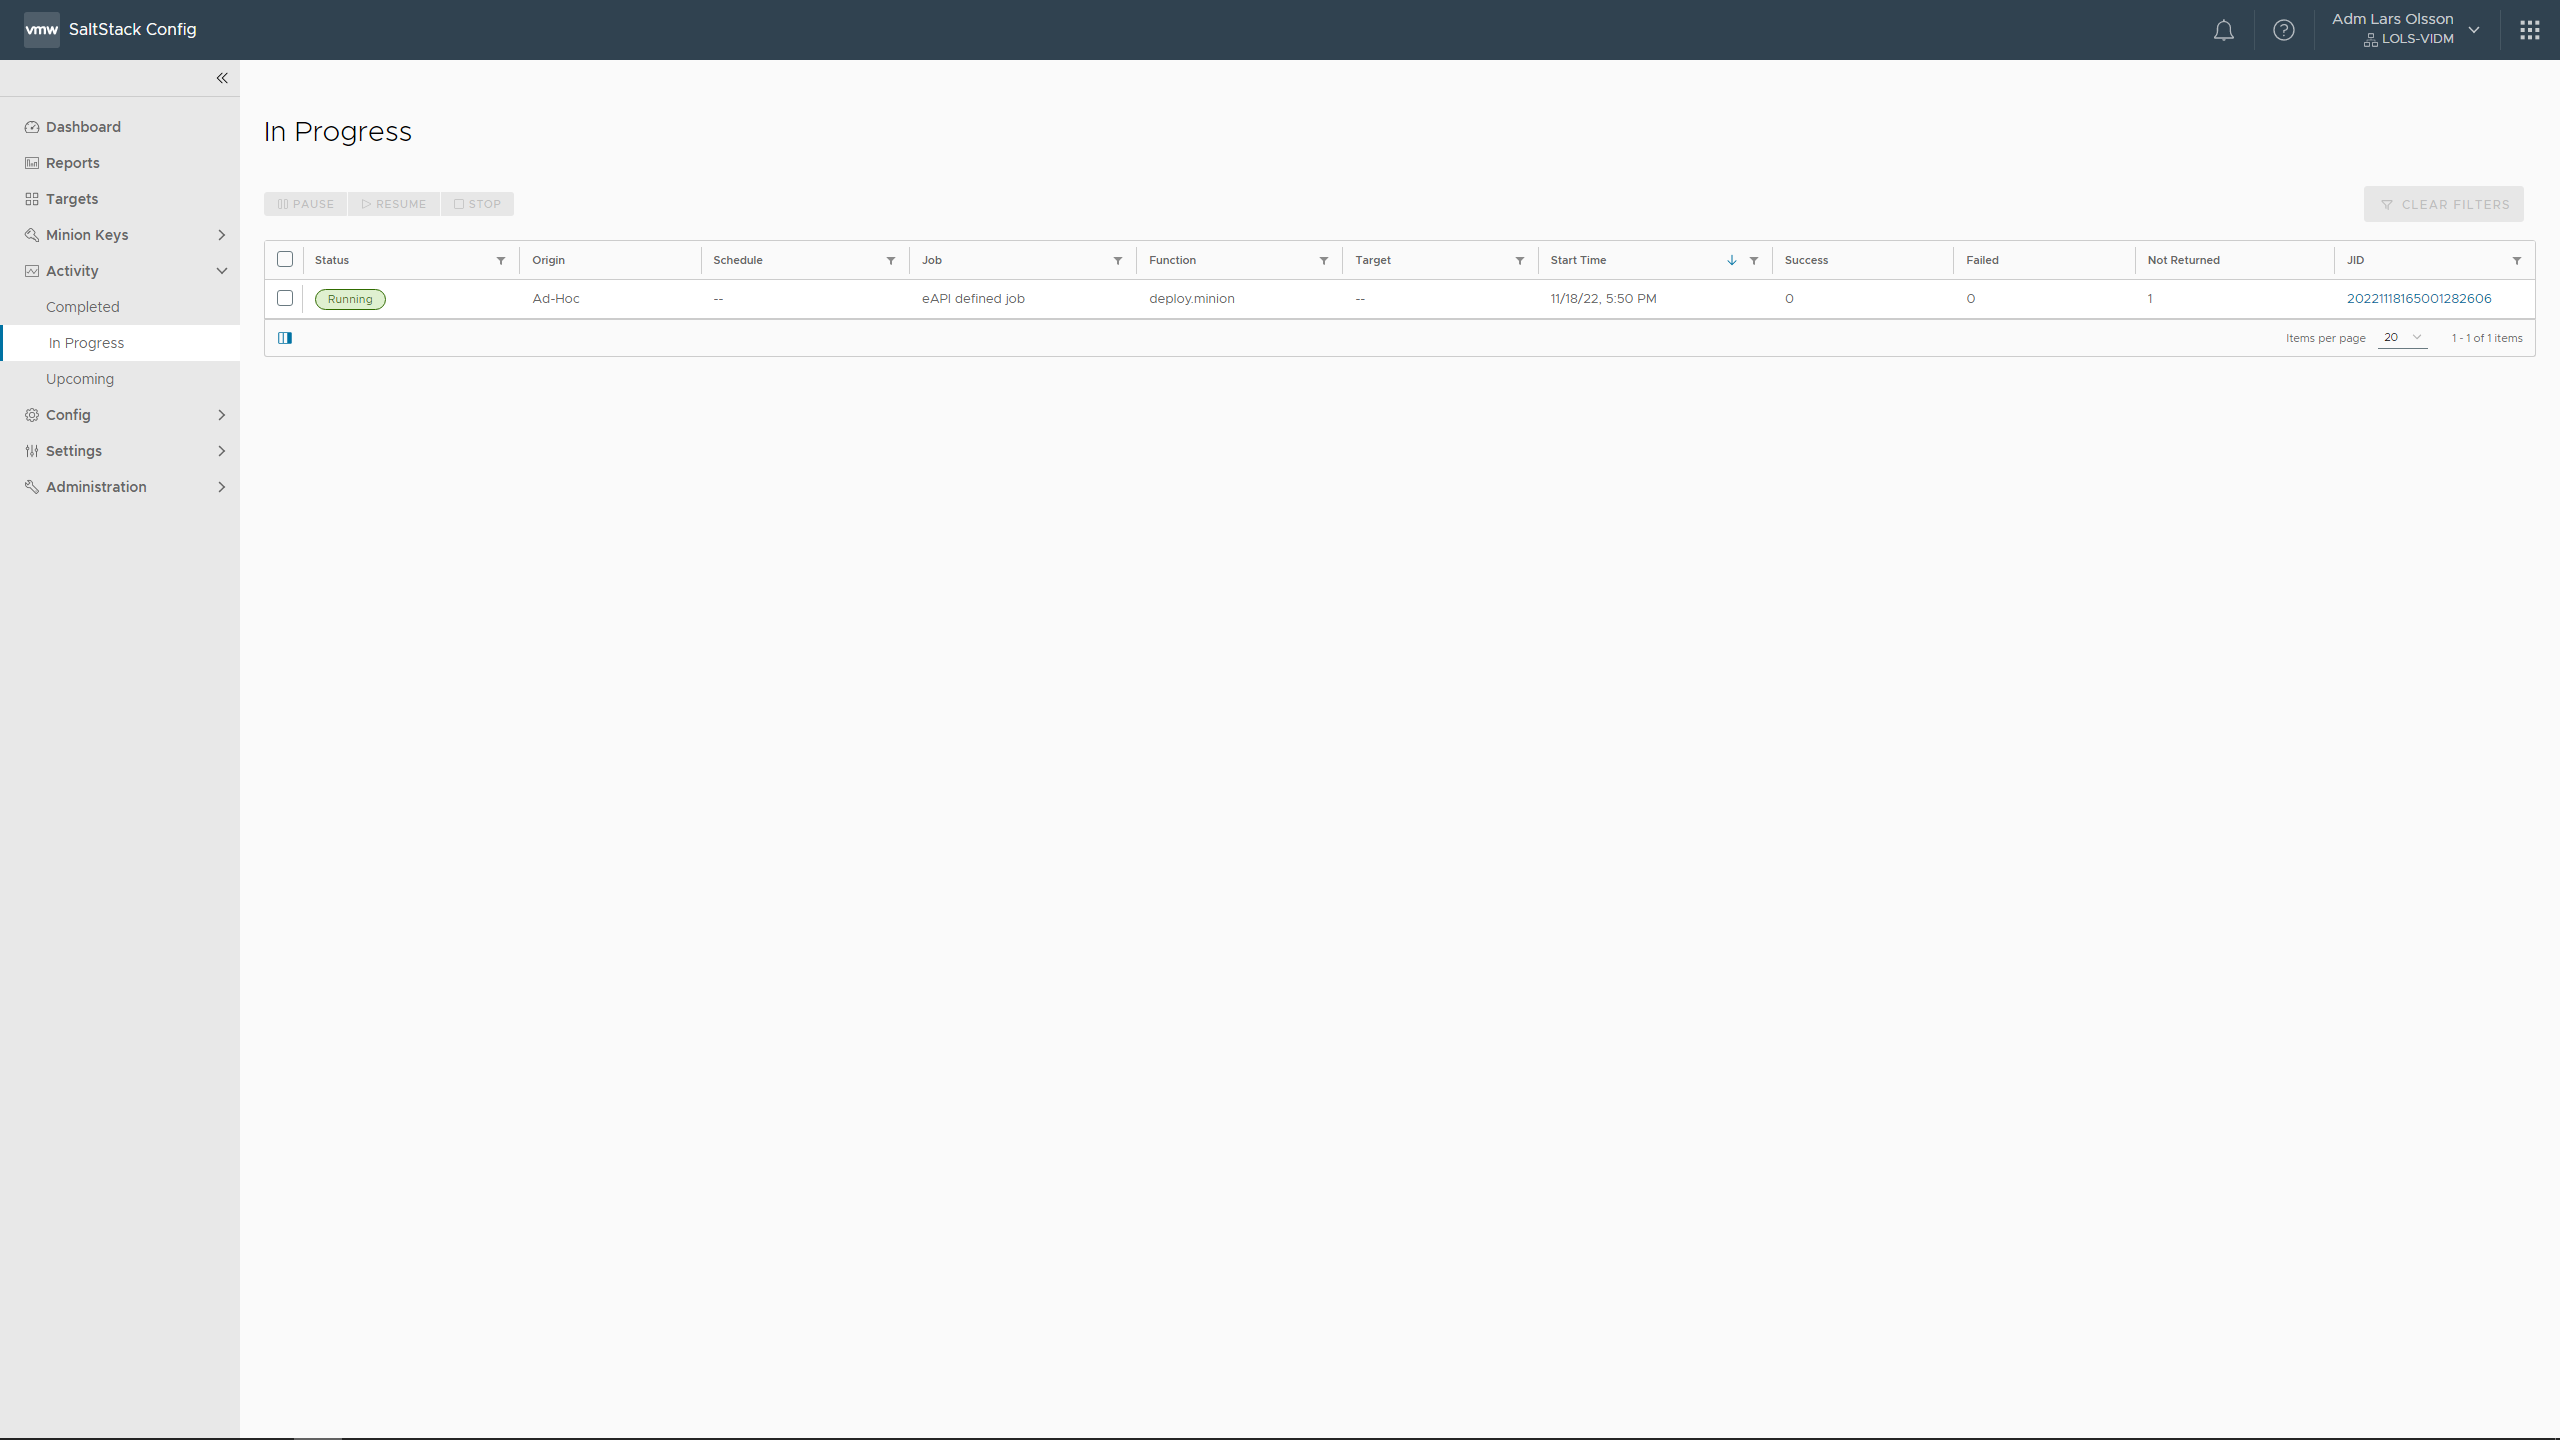 vmw SaltStack Config
Adm Lars Olsson
LOLS-VIDM
Dashboard
Reports
Targets
Minion Keys
Activity
Completed
In Progress
Upcoming
Config
Settings
Administration
In Progress
PAUSE RESUME STOP
CLEAR FILTERS
Status Origin Schedule Job Function Target Start Time Success Failed Not Returned JID
Running Ad-Hoc -- eAPI defined job deploy.minion -- 11/18/22, 5:50 PM 0 0 1 20221118165001282606
Items per page 20 1 - 1 of 1 items